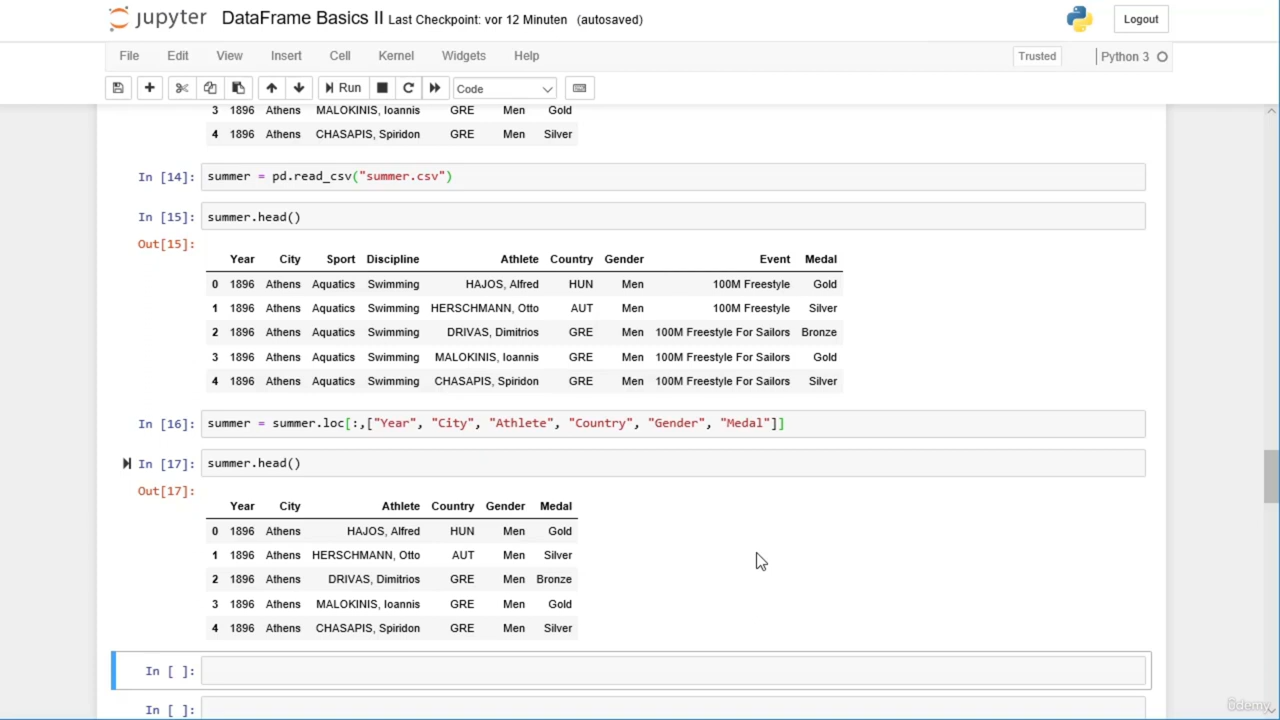 jupyter DataFrame Basics II Last Checkpoint: vor 12 Minuten (autosaved)
Logout
File Edit View Insert Cell Kernel Widgets Help
Trusted
Python 3
Run
Code
3 1896 Athens MALOKINIS, Ioannis GRE Men Gold
4 1896 Athens CHASAPIS, Spiridon GRE Men Silver
In [14]: summer = pd.read_csv("summer.csv")
In [15]: summer.head()
Out[15]:
Year City Sport Discipline Athlete Country Gender Event Medal
0 1896 Athens Aquatics Swimming HAJOS, Alfred HUN Men 100M Freestyle Gold
1 1896 Athens Aquatics Swimming HERSCHMANN, Otto AUT Men 100M Freestyle Silver
2 1896 Athens Aquatics Swimming DRIVAS, Dimitrios GRE Men 100M Freestyle For Sailors Bronze
3 1896 Athens Aquatics Swimming MALOKINIS, Ioannis GRE Men 100M Freestyle For Sailors Gold
4 1896 Athens Aquatics Swimming CHASAPIS, Spiridon GRE Men 100M Freestyle For Sailors Silver
In [16]: summer = summer.loc[:,["Year", "City", "Athlete", "Country", "Gender", "Medal"]]
In [17]: summer.head()
Out[17]:
Year City Athlete Country Gender Medal
0 1896 Athens HAJOS, Alfred HUN Men Gold
1 1896 Athens HERSCHMANN, Otto AUT Men Silver
2 1896 Athens DRIVAS, Dimitrios GRE Men Bronze
3 1896 Athens MALOKINIS, Ioannis GRE Men Gold
4 1896 Athens CHASAPIS, Spiridon GRE Men Silver
In [ ]:
In [ ]:
ûdemy